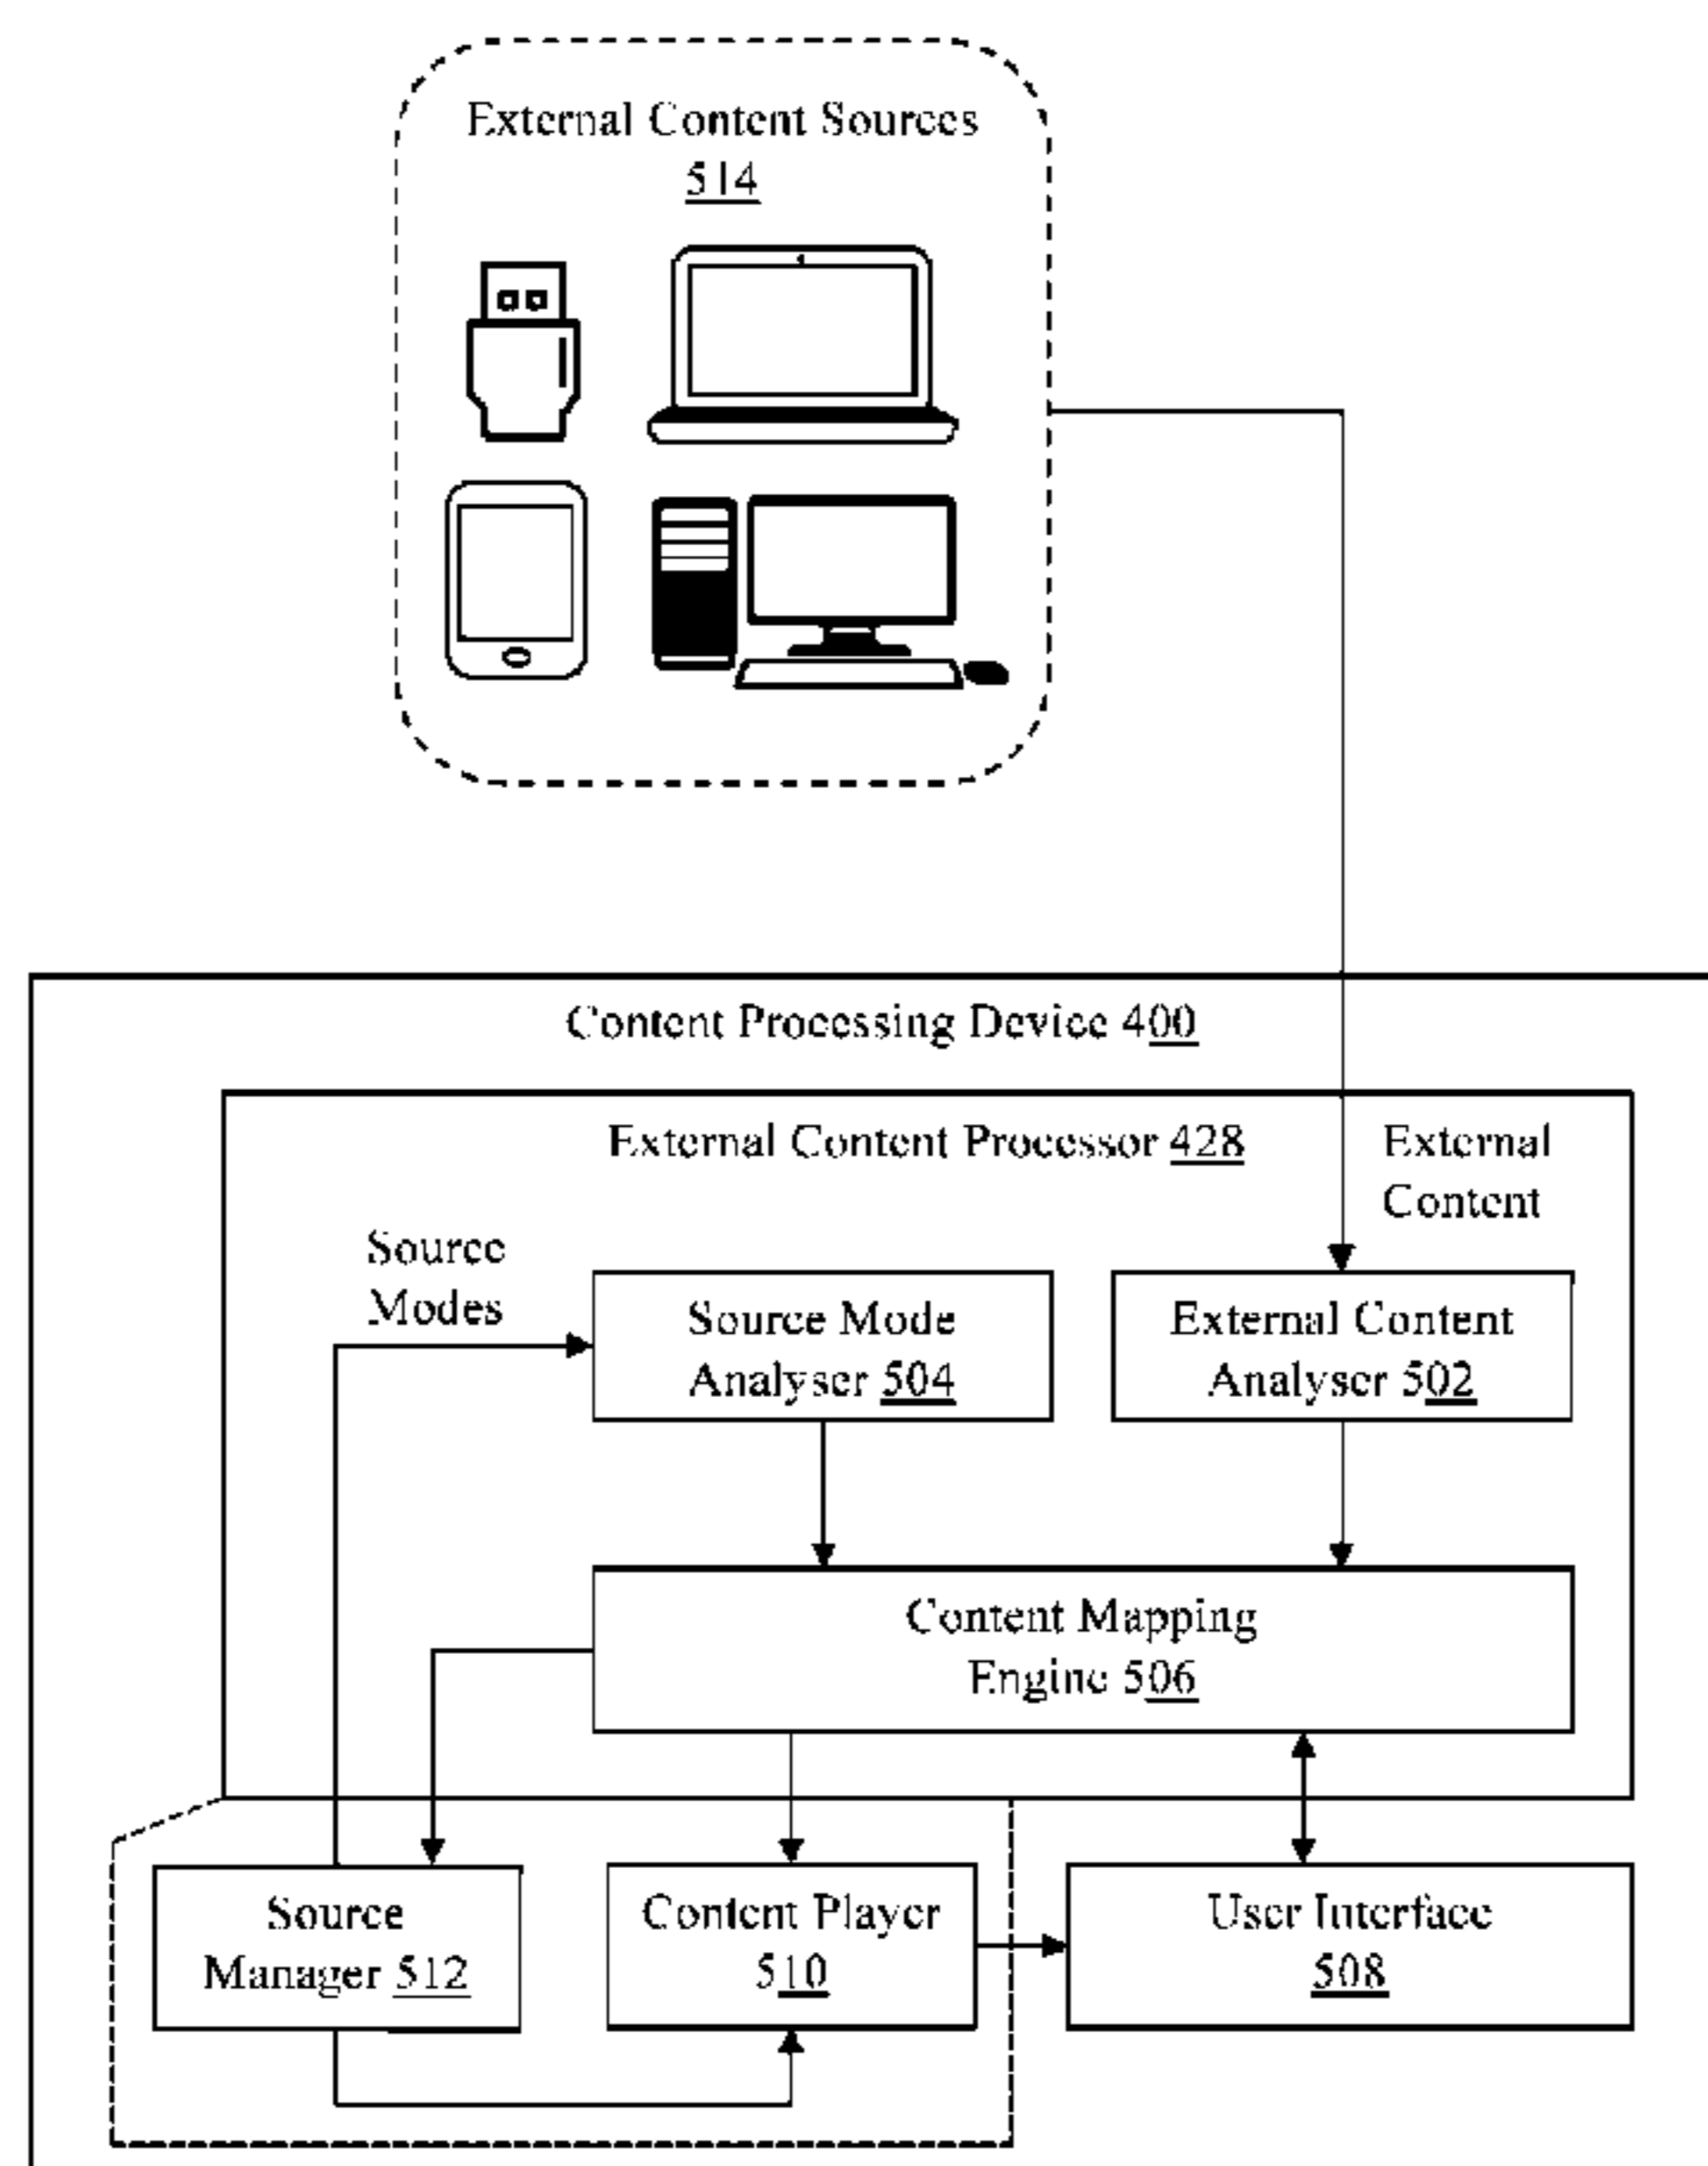 External Content Sources
514
Content Processing Device 400
External Content Processor 428
External
Content
Source
Modes
Source Mode
Analyser 504
External Content
Analyser 502
Content Mapping
Engine 506
Source
Manager 512
Content Player
510
User Interface
508